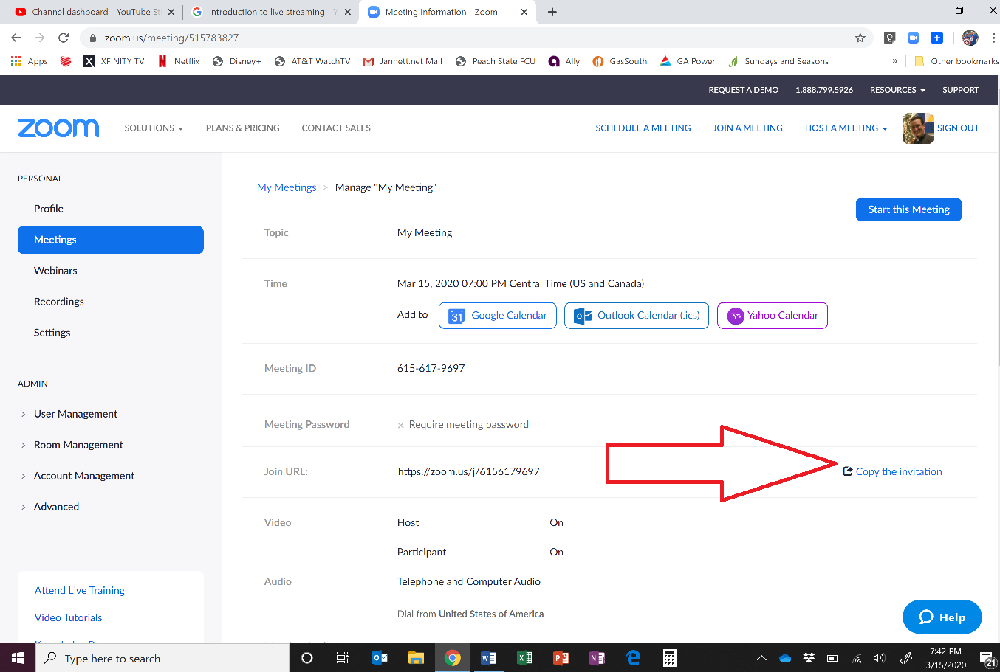 Channel dashboard - YouTube St
Introduction to live streaming - Y
Meeting Information - Zoom
zoom.us/meeting/515783827
Apps
XFINITY TV
Netflix
Disney+
AT&T WatchTV
Jannett.net Mail
Peach State FCU
Ally
GasSouth
GA Power
Sundays and Seasons
»
Other bookmarks
REQUEST A DEMO
1.888.799.5926
RESOURCES
SUPPORT
zoom
SOLUTIONS
PLANS & PRICING
CONTACT SALES
SCHEDULE A MEETING
JOIN A MEETING
HOST A MEETING
SIGN OUT
PERSONAL
Profile
Meetings
Webinars
Recordings
Settings
ADMIN
User Management
Room Management
Account Management
Advanced
Attend Live Training
Video Tutorials
My Meetings > Manage "My Meeting"
Start this Meeting
Topic
My Meeting
Time
Mar 15, 2020 07:00 PM Central Time (US and Canada)
Add to
31 Google Calendar
Outlook Calendar (.ics)
Yahoo Calendar
Meeting ID
615-617-9697
Meeting Password
× Require meeting password
Join URL:
https://zoom.us/j/6156179697
Copy the invitation
Video
Host
On
Participant
On
Audio
Telephone and Computer Audio
Dial from United States of America
Help
Type here to search
7:42 PM
3/15/2020
21